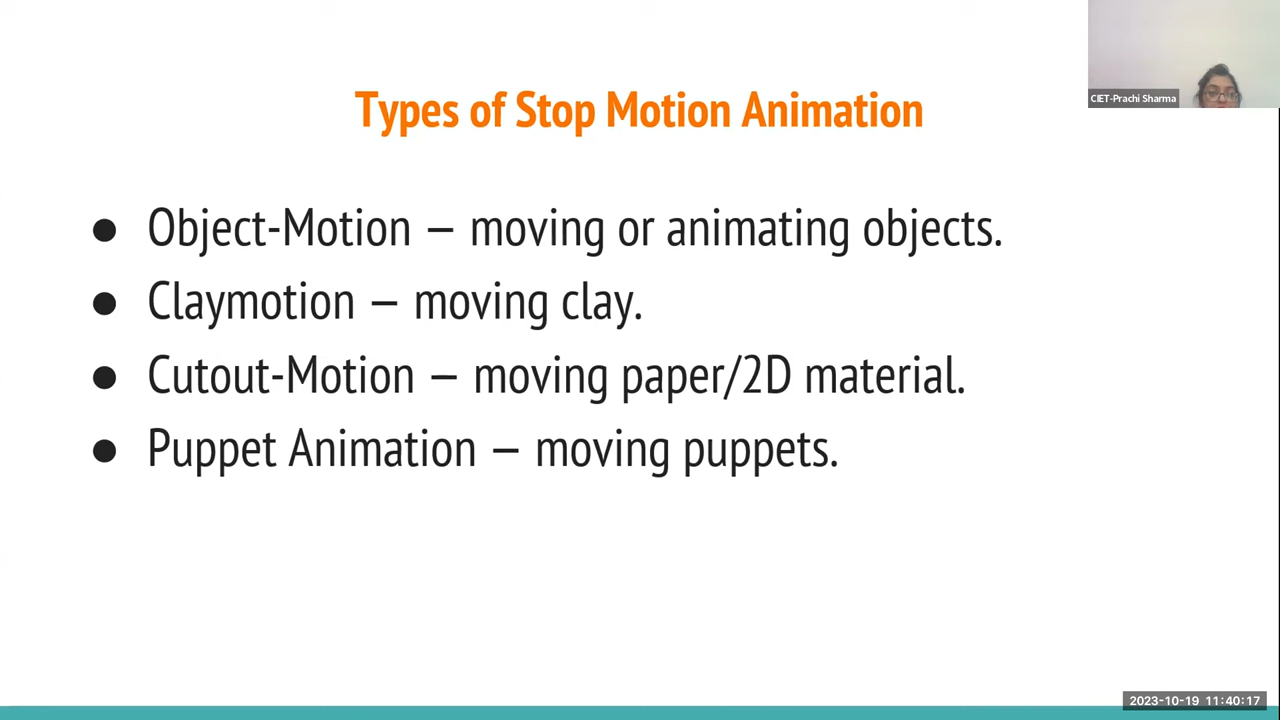 CIET-Prachi Sharma
Types of Stop Motion Animation
● Object-Motion — moving or animating objects.
● Claymotion — moving clay.
● Cutout-Motion — moving paper/2D material.
● Puppet Animation — moving puppets.
2023-10-19 11:40:17